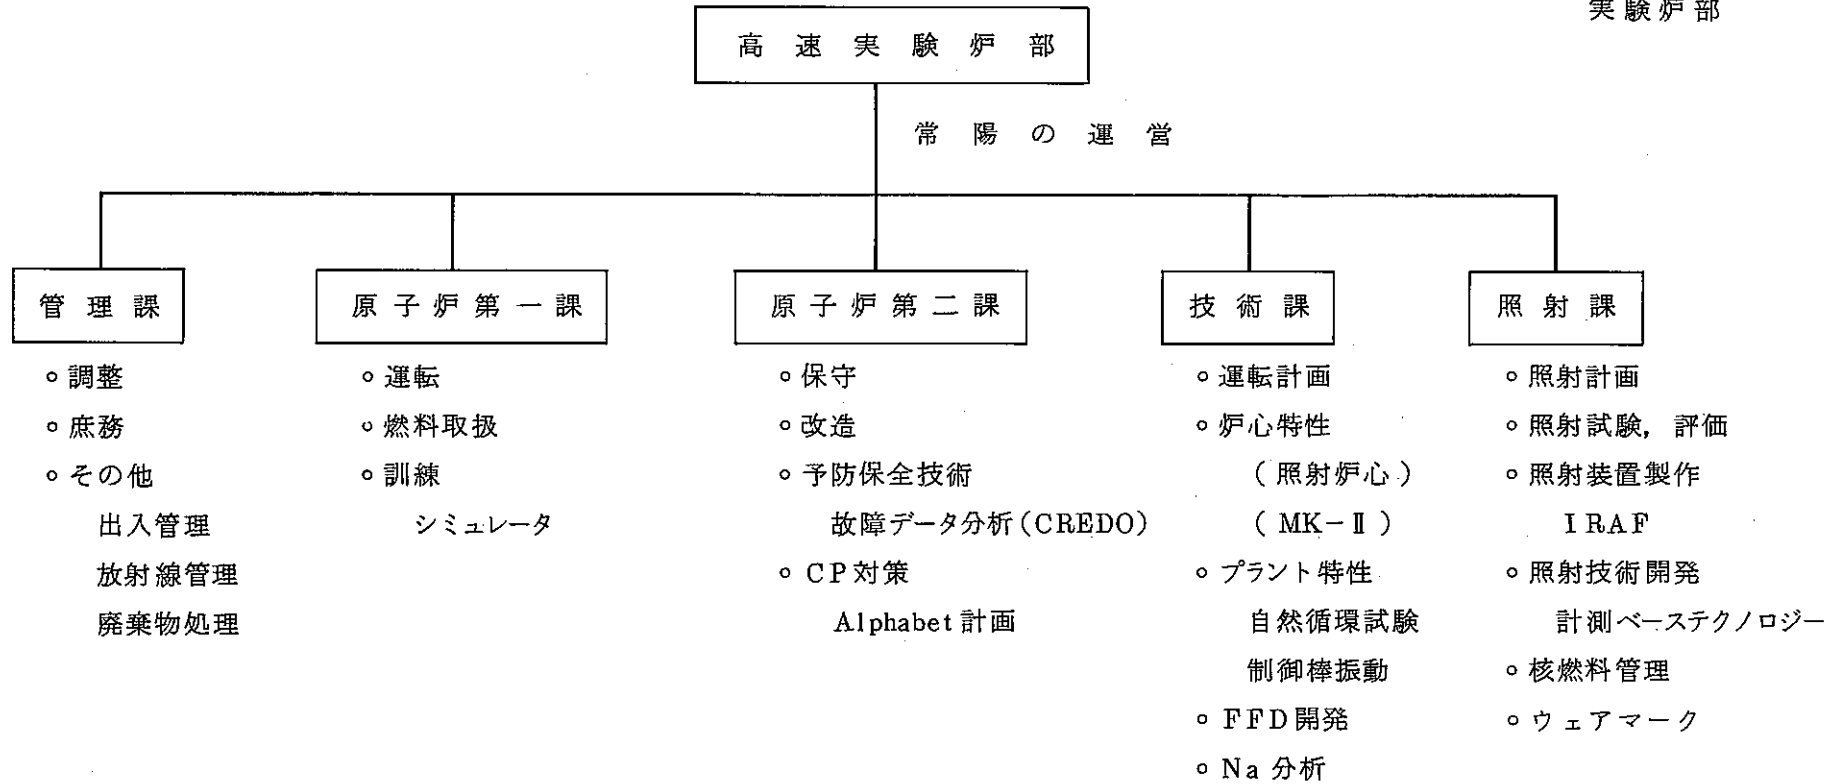 実験炉部
高速実験炉部
常陽の運営
管理課
◦調整
◦庶務
◦その他
出入管理
放射線管理
廃棄物処理
原子炉第一課
◦運転
◦燃料取扱
◦訓練
シミュレータ
原子炉第二課
◦保守
◦改造
◦予防保全技術
故障データ分析(CREDO)
◦CP対策
Alphabet計画
技術課
◦運転計画
◦炉心特性
(照射炉心)
(MK-Ⅱ)
◦プラント特性
自然循環試験
制御棒振動
◦FFD開発
◦Na分析
照射課
◦照射計画
◦照射試験, 評価
◦照射装置製作
IRAF
◦照射技術開発
計測ベーステクノロジー
◦核燃料管理
◦ウェアマーク